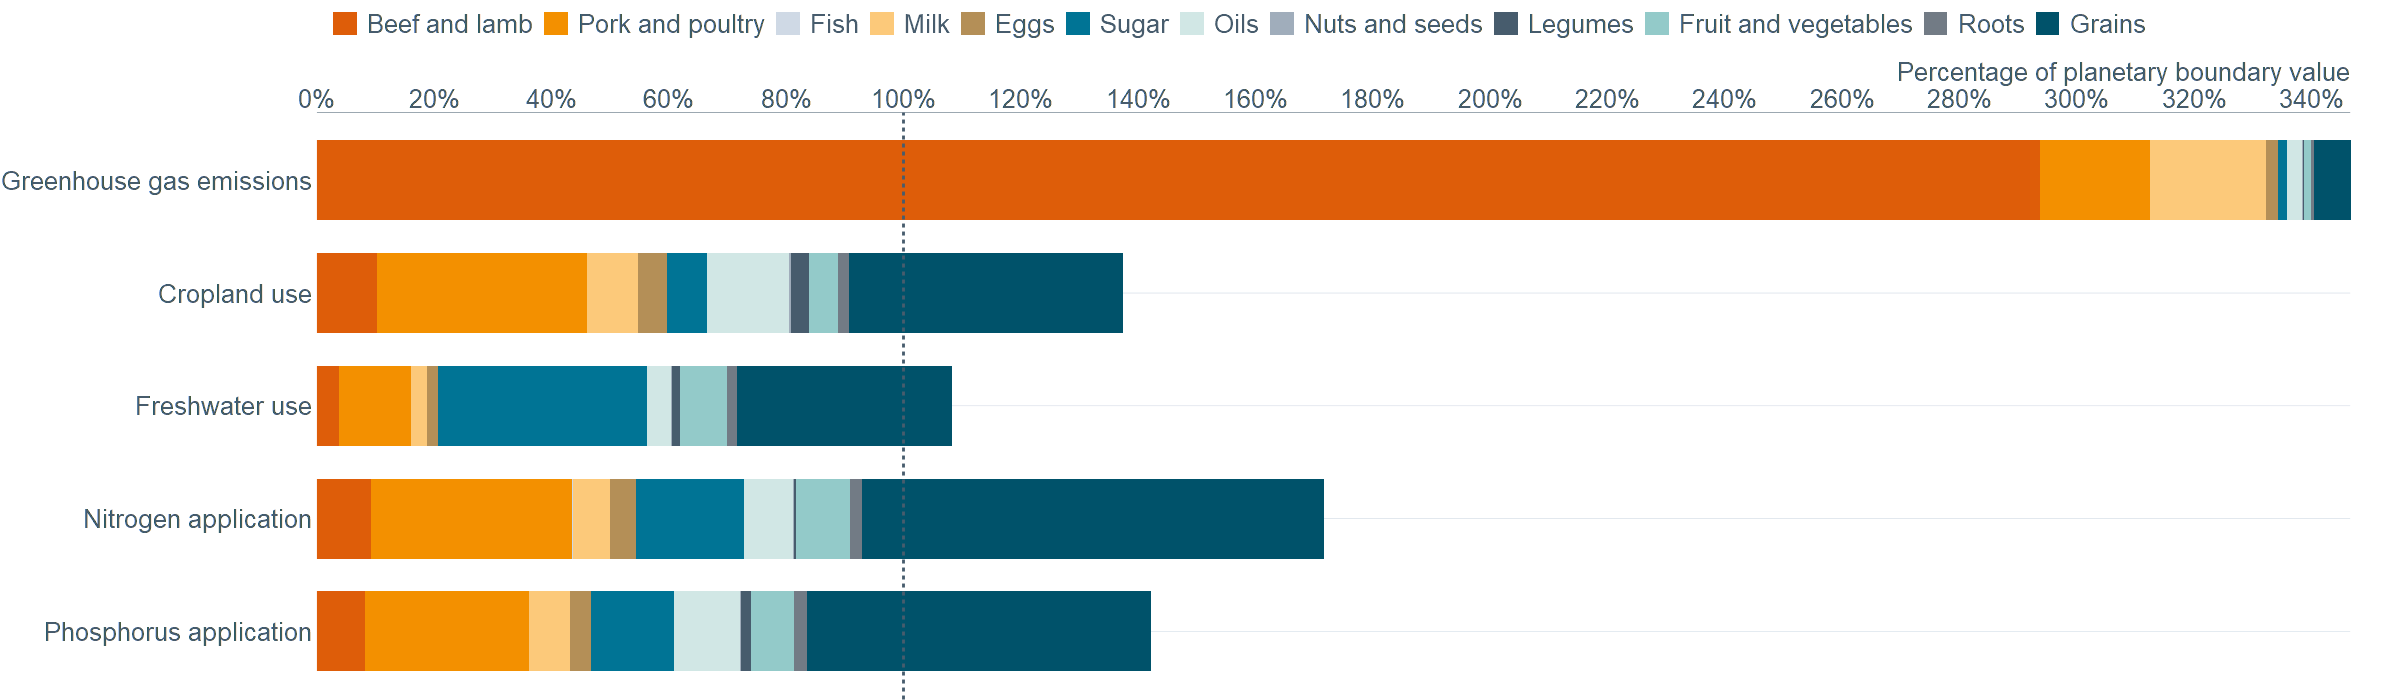 Beef and lamb Pork and poultry Fish Milk Eggs Sugar Oils Nuts and seeds Legumes Fruit and vegetables Roots Grains
Percentage of planetary boundary value
0% 20% 40% 60% 80% 100% 120% 140% 160% 180% 200% 220% 240% 260% 280% 300% 320% 340%
Greenhouse gas emissions
Cropland use
Freshwater use
Nitrogen application
Phosphorus application